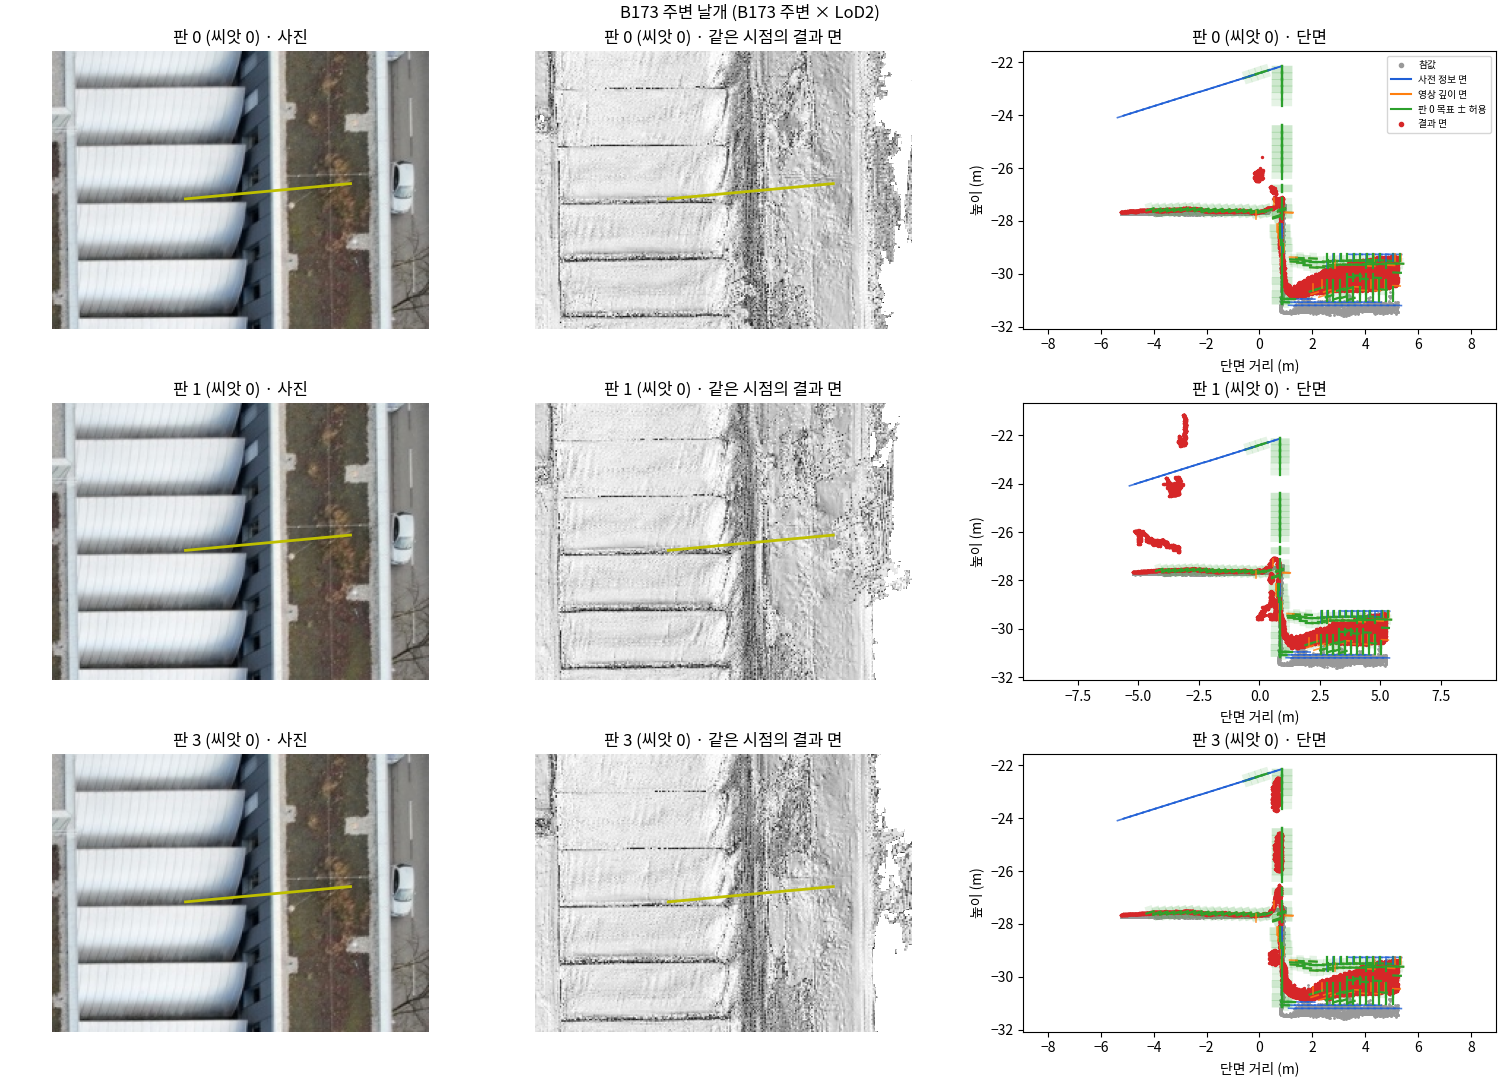 B173 주변 날개 (B173 주변 × LoD2)
판 0 (씨앗 0) · 사진
판 0 (씨앗 0) · 같은 시점의 결과 면
판 0 (씨앗 0) · 단면
참값
사전 정보 면
영상 깊이 면
판 0 목표 ± 허용
결과 면
높이 (m)
−22
−24
−26
−28
−30
−32
−8 −6 −4 −2 0 2 4 6 8
단면 거리 (m)
판 1 (씨앗 0) · 사진
판 1 (씨앗 0) · 같은 시점의 결과 면
판 1 (씨앗 0) · 단면
높이 (m)
−22
−24
−26
−28
−30
−32
−7.5 −5.0 −2.5 0.0 2.5 5.0 7.5
단면 거리 (m)
판 3 (씨앗 0) · 사진
판 3 (씨앗 0) · 같은 시점의 결과 면
판 3 (씨앗 0) · 단면
높이 (m)
−22
−24
−26
−28
−30
−32
−8 −6 −4 −2 0 2 4 6 8
단면 거리 (m)